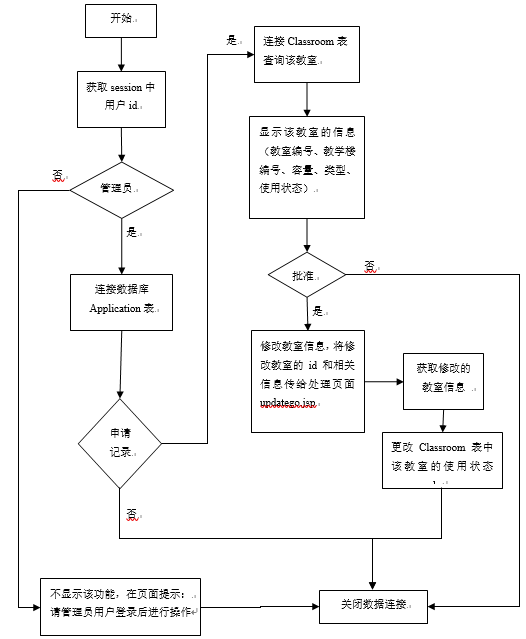 开始
获取 session 中
用户 id
管理员
否
是
连接数据库
Application 表
申请
记录
否
是
连接 Classroom 表
查询该教室
显示该教室的信息
（教室编号、教学楼
编号、容量、类型、
使用状态）
批准
否
是
修改教室信息，将修
改教室的 id 和相关
信息传给处理页面
updatego.jsp
获取修改的
教室信息
更改 Classroom 表中
该教室的使用状态
不显示该功能，在页面提示：
请管理员用户登录后进行操作
关闭数据连接